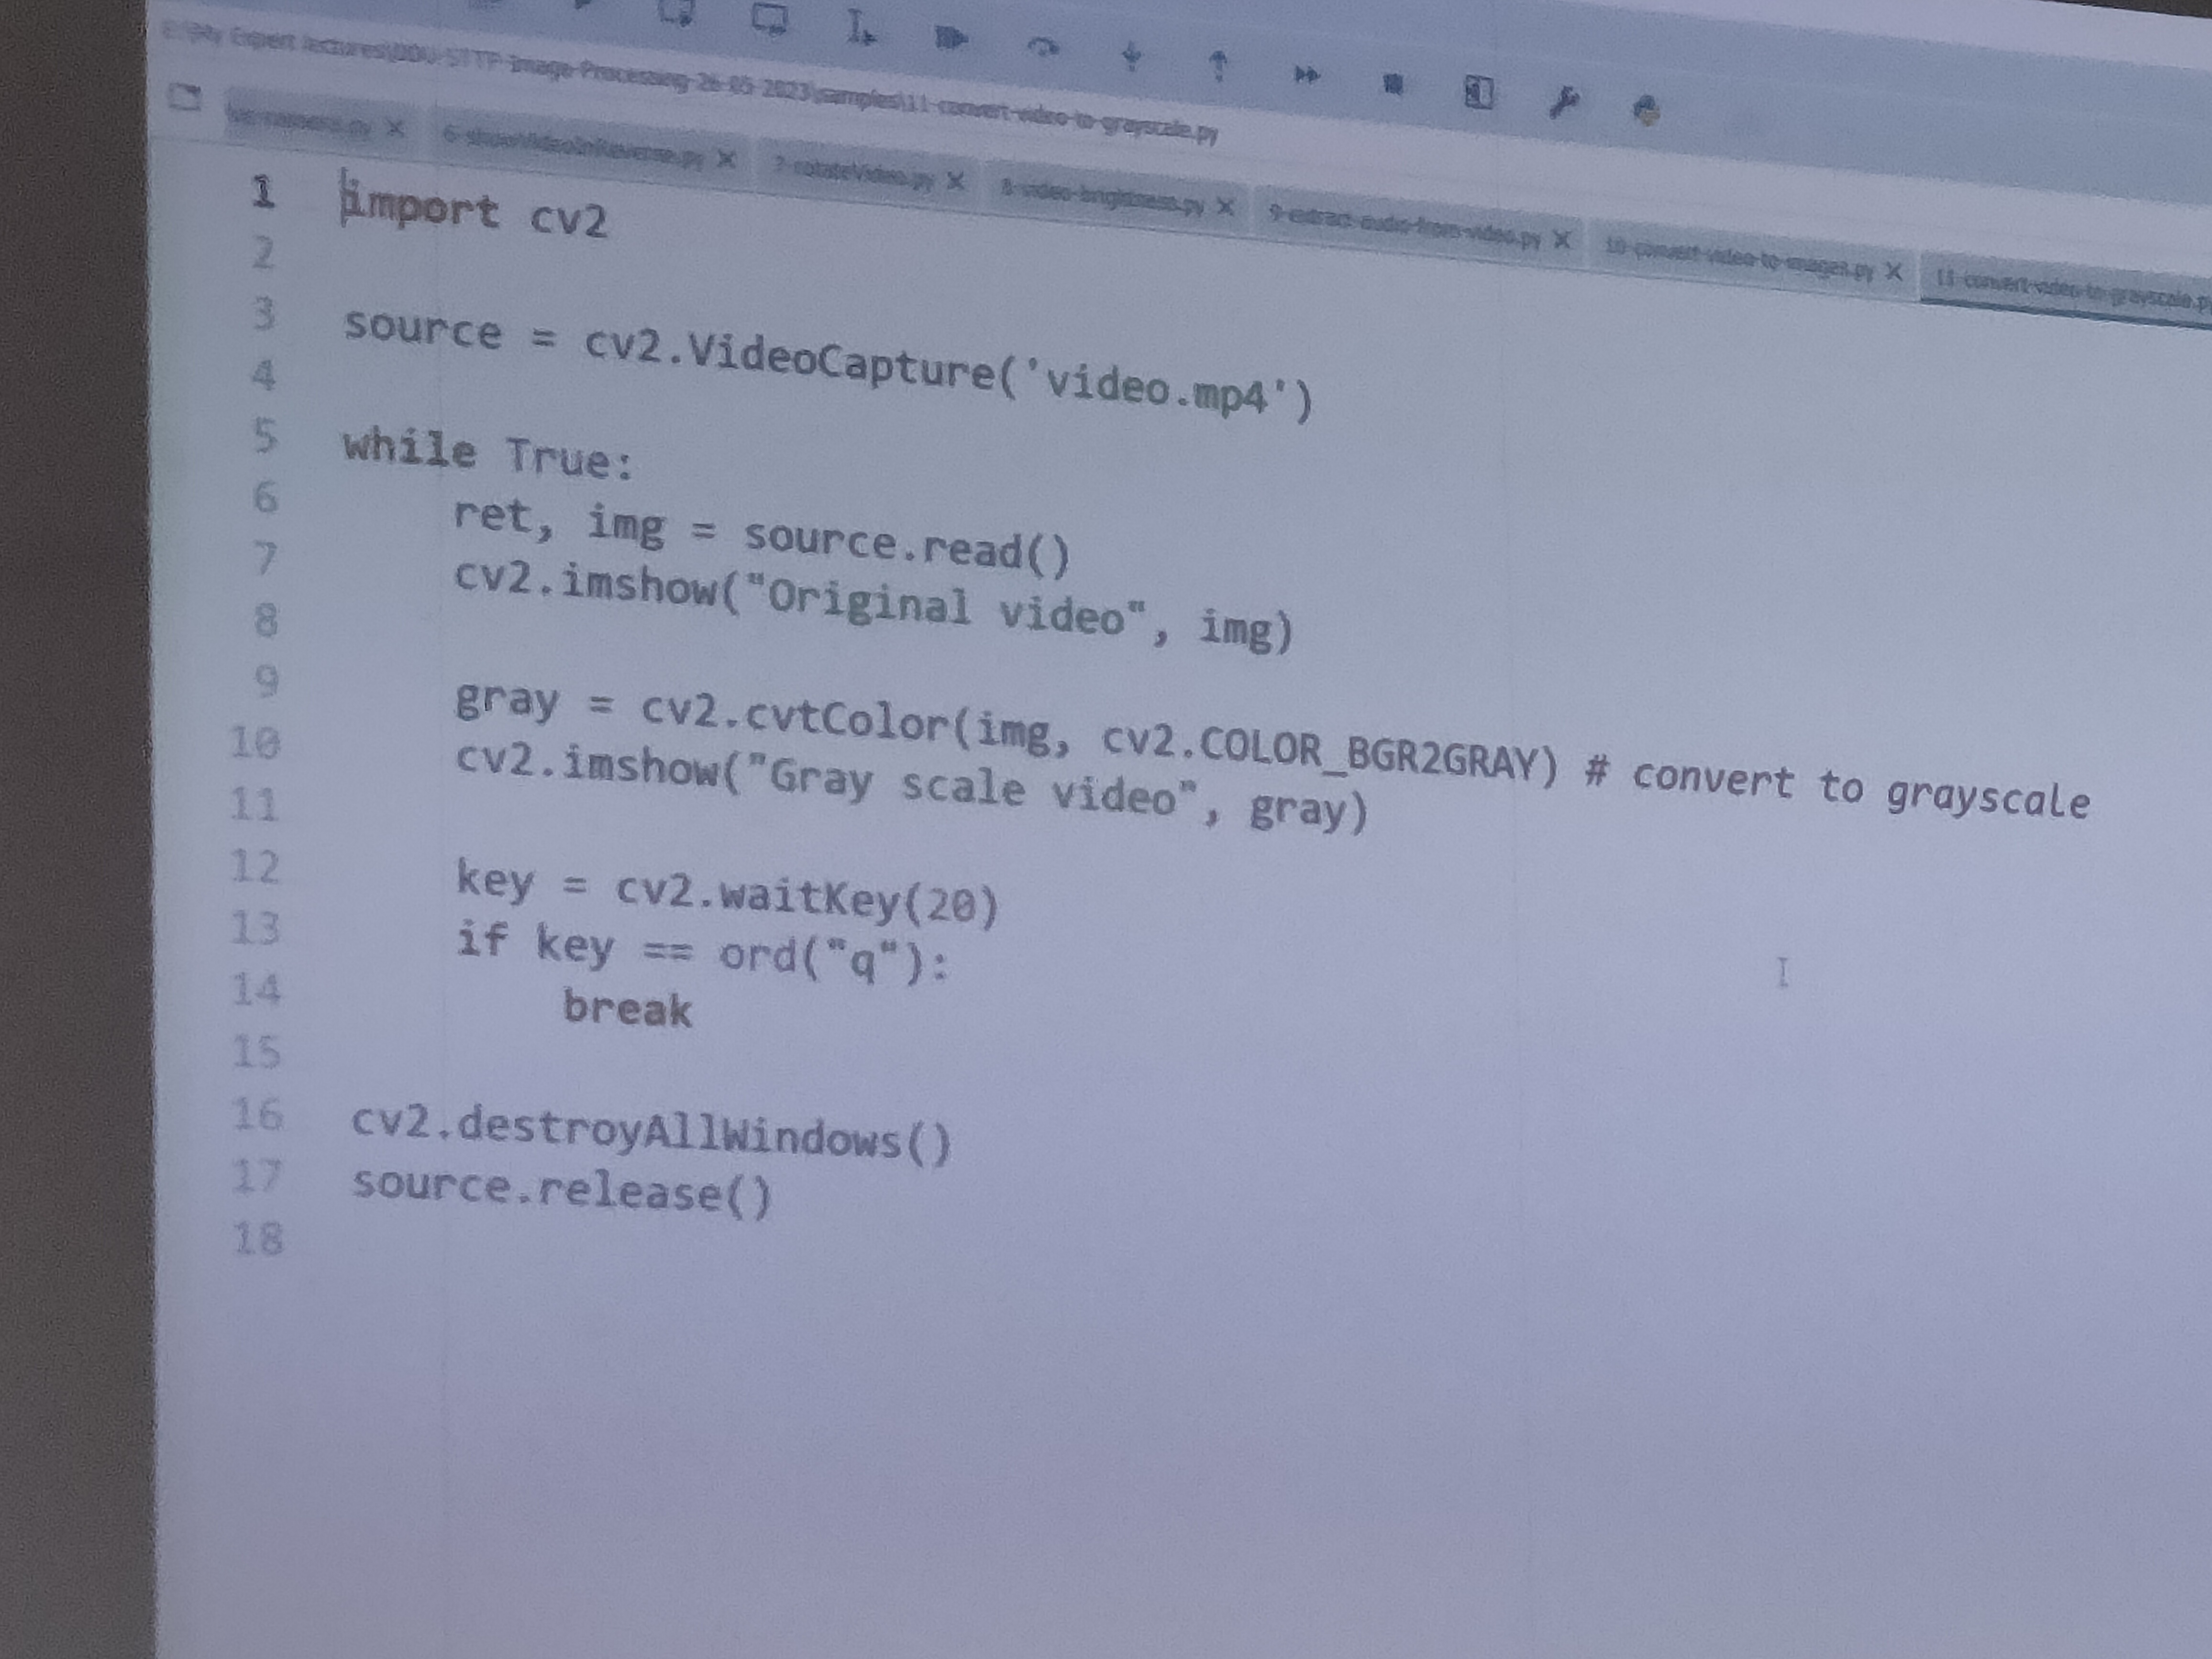 My Expert lectures\DDU-STTP-Image-Processing-26-05-2023\samples\11-convert-video-to-grayscale.py
6-showVideoInReverse.py 7-rotateVideo.py 8-video-brightness.py 9-extract-audio-from-video.py 10-convert-video-to-images.py 11-convert-video-to-grayscale.p
1 import cv2
2
3 source = cv2.VideoCapture('video.mp4')
4
5 while True:
6 ret, img = source.read()
7 cv2.imshow("Original video", img)
8
9 gray = cv2.cvtColor(img, cv2.COLOR_BGR2GRAY) # convert to grayscale
10 cv2.imshow("Gray scale video", gray)
11
12 key = cv2.waitKey(20)
13 if key == ord("q"):
14 break
15
16 cv2.destroyAllWindows()
17 source.release()
18